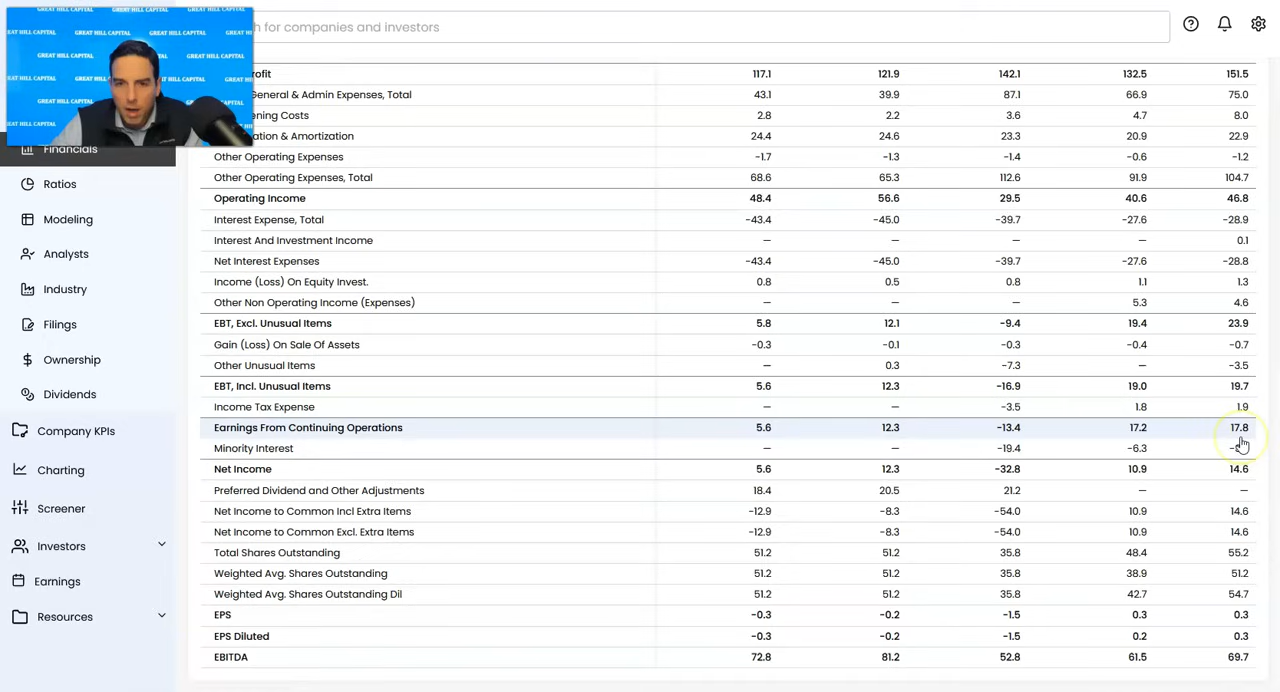 GREAT HILL CAPITAL
GREAT HILL CAPITAL
h for companies and investors
rofit 117.1 121.9 142.1 132.5 151.5
General & Admin Expenses, Total 43.1 39.9 87.1 66.9 75.0
ening Costs 2.8 2.2 3.6 4.7 8.0
ation & Amortization 24.4 24.6 23.3 20.9 22.9
Financials
Other Operating Expenses -1.7 -1.3 -1.4 -0.6 -1.2
Other Operating Expenses, Total 68.6 65.3 112.6 91.9 104.7
Ratios
Operating Income 48.4 56.6 29.5 40.6 46.8
Modeling
Interest Expense, Total -43.4 -45.0 -39.7 -27.6 -28.9
Interest And Investment Income — — — — 0.1
Analysts
Net Interest Expenses -43.4 -45.0 -39.7 -27.6 -28.8
Income (Loss) On Equity Invest. 0.8 0.5 0.8 1.1 1.3
Industry
Other Non Operating Income (Expenses) — — — 5.3 4.6
Filings
EBT, Excl. Unusual Items 5.8 12.1 -9.4 19.4 23.9
Gain (Loss) On Sale Of Assets -0.3 -0.1 -0.3 -0.4 -0.7
Ownership
Other Unusual Items — 0.3 -7.3 — -3.5
EBT, Incl. Unusual Items 5.6 12.3 -16.9 19.0 19.7
Dividends
Income Tax Expense — — -3.5 1.8 1.9
Company KPIs
Earnings From Continuing Operations 5.6 12.3 -13.4 17.2 17.8
Minority Interest — — -19.4 -6.3
Charting
Net Income 5.6 12.3 -32.8 10.9 14.6
Preferred Dividend and Other Adjustments 18.4 20.5 21.2 — —
Screener
Net Income to Common Incl Extra Items -12.9 -8.3 -54.0 10.9 14.6
Net Income to Common Excl. Extra Items -12.9 -8.3 -54.0 10.9 14.6
Investors
Total Shares Outstanding 51.2 51.2 35.8 48.4 55.2
Weighted Avg. Shares Outstanding 51.2 51.2 35.8 38.9 51.2
Earnings
Weighted Avg. Shares Outstanding Dil 51.2 51.2 35.8 42.7 54.7
Resources
EPS -0.3 -0.2 -1.5 0.3 0.3
EPS Diluted -0.3 -0.2 -1.5 0.2 0.3
EBITDA 72.8 81.2 52.8 61.5 69.7